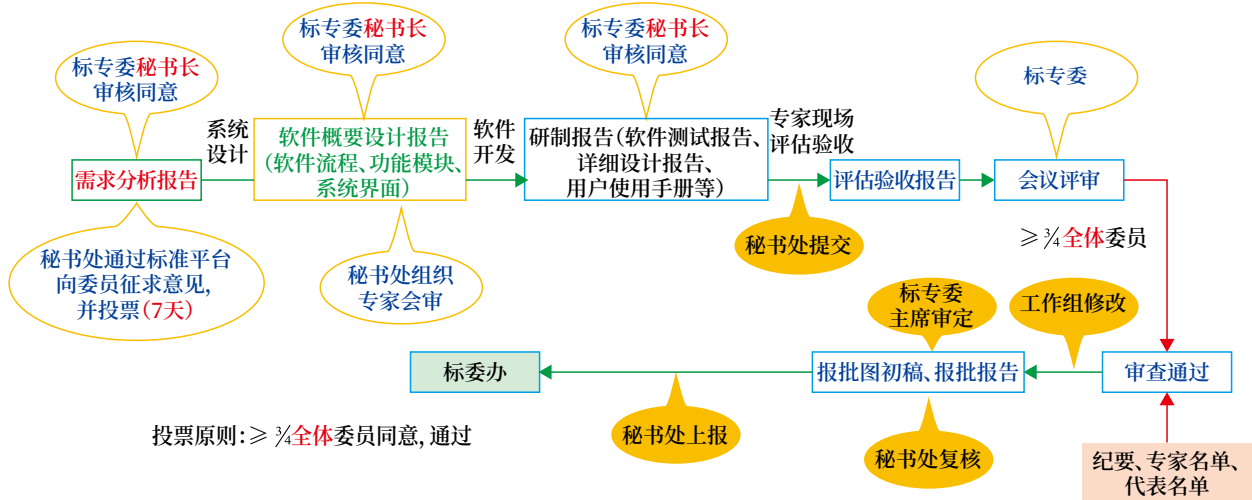 标专委秘书长
审核同意
标专委秘书长
审核同意
标专委秘书长
审核同意
标专委
需求分析报告
系统
设计
软件概要设计报告
(软件流程、功能模块、
系统界面)
软件
开发
研制报告(软件测试报告、
详细设计报告、
用户使用手册等)
专家现场
评估验收
评估验收报告
会议评审
秘书处通过标准平台
向委员征求意见,
并投票(7天)
秘书处组织
专家会审
秘书处提交
≥ 3/4全体委员
标专委
主席审定
工作组修改
标委办
报批图初稿、报批报告
审查通过
投票原则:≥ 3/4全体委员同意, 通过
秘书处上报
秘书处复核
纪要、专家名单、
代表名单